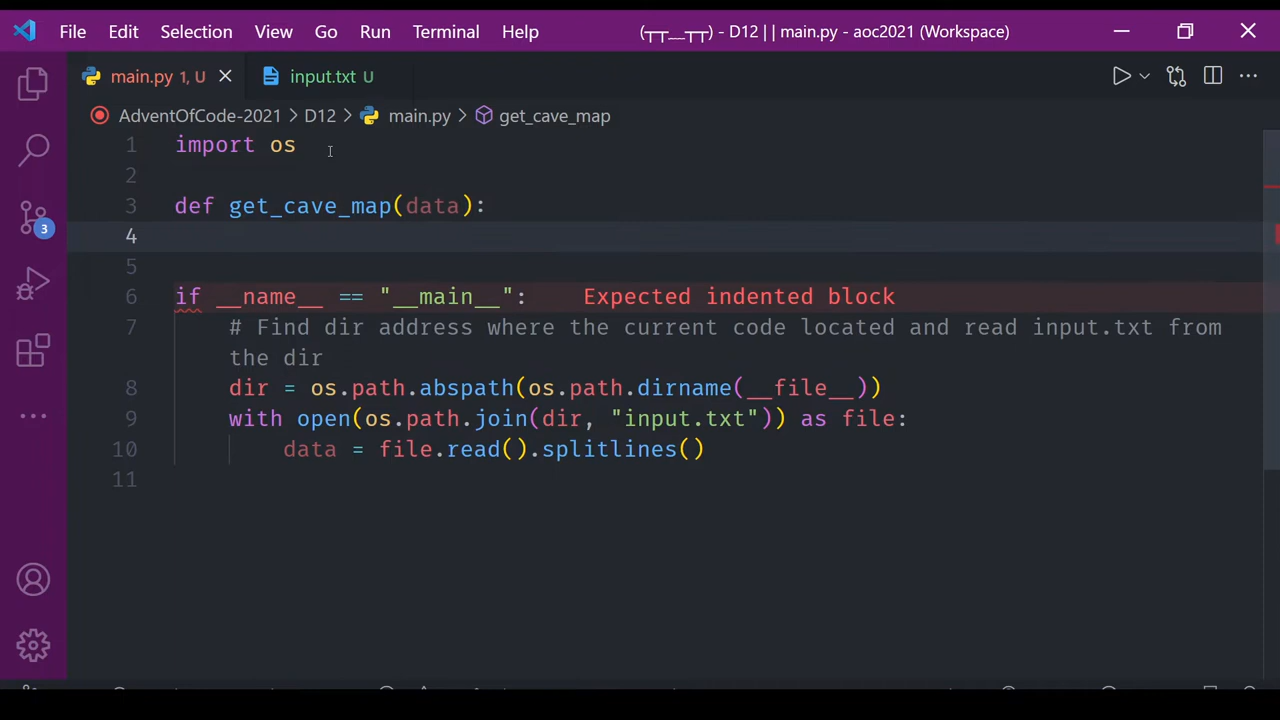 File Edit Selection View Go Run Terminal Help (┬┬﹏┬┬) - D12 | | main.py - aoc2021 (Workspace)
main.py 1, U input.txt U
AdventOfCode-2021 > D12 > main.py > get_cave_map
1 import os
2
3 def get_cave_map(data):
4
5
6 if __name__ == "__main__": Expected indented block
7 # Find dir address where the current code located and read input.txt from
the dir
8 dir = os.path.abspath(os.path.dirname(__file__))
9 with open(os.path.join(dir, "input.txt")) as file:
10 data = file.read().splitlines()
11
3